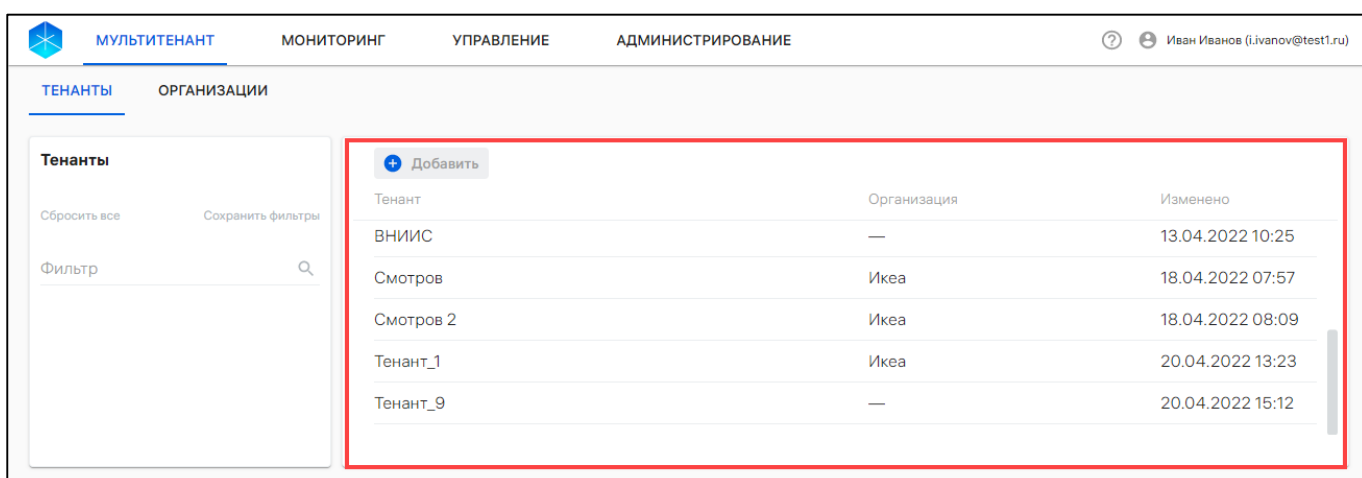 МУЛЬТИТЕНАНТ МОНИТОРИНГ УПРАВЛЕНИЕ АДМИНИСТРИРОВАНИЕ ? Иван Иванов (i.ivanov@test1.ru)
ТЕНАНТЫ ОРГАНИЗАЦИИ
Тенанты
Сбросить все Сохранить фильтры
Фильтр
+ Добавить
Тенант Организация Изменено
ВНИИС — 13.04.2022 10:25
Смотров Икеа 18.04.2022 07:57
Смотров 2 Икеа 18.04.2022 08:09
Тенант_1 Икеа 20.04.2022 13:23
Тенант_9 — 20.04.2022 15:12